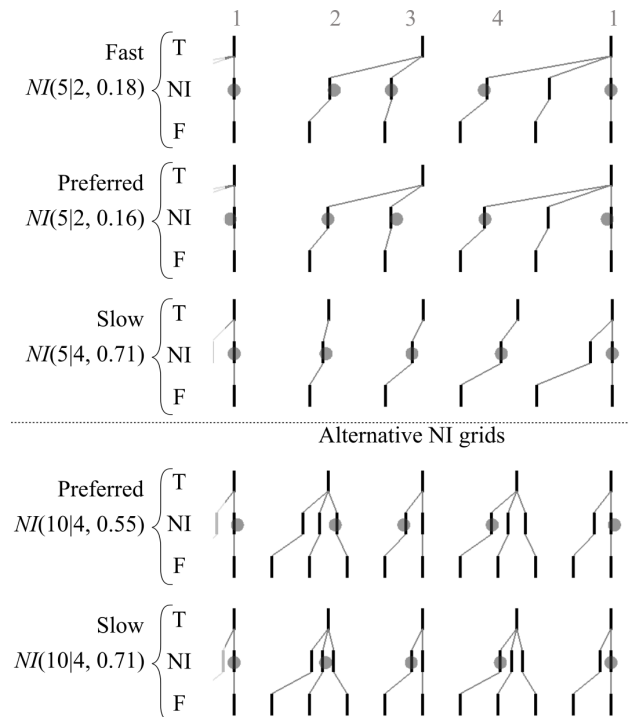 1 2 3 4 1
T
Fast
NI(5|2, 0.18) NI
F
T
Preferred
NI(5|2, 0.16) NI
F
T
Slow
NI(5|4, 0.71) NI
F
Alternative NI grids
T
Preferred
NI(10|4, 0.55) NI
F
T
Slow
NI(10|4, 0.71) NI
F